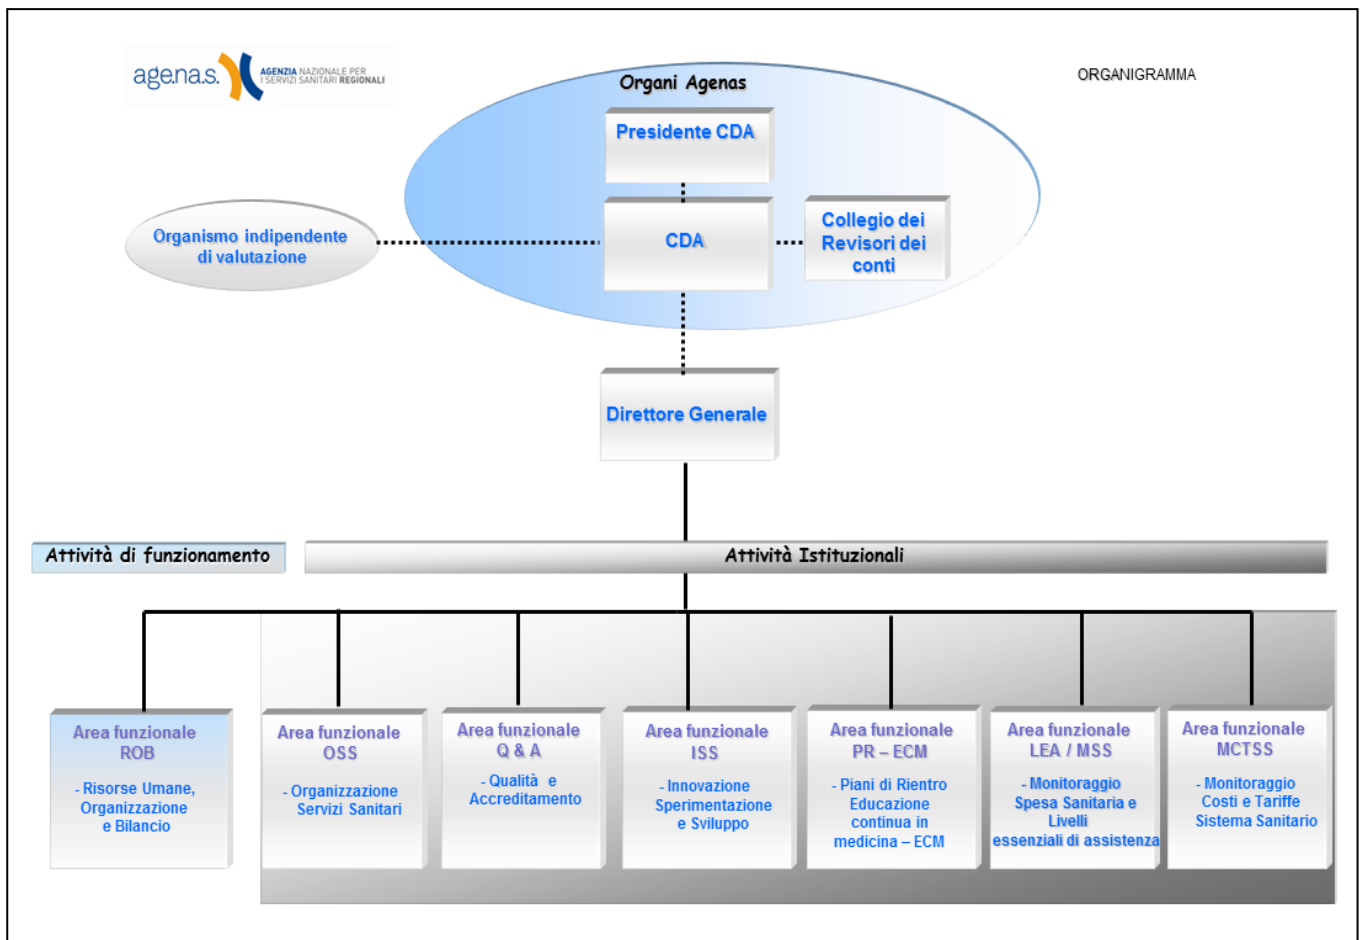 age.na.s.
AGENZIA NAZIONALE PER
I SERVIZI SANITARI REGIONALI
ORGANIGRAMMA
Organi Agenas
Presidente CDA
CDA
Collegio dei
Revisori dei
conti
Organismo indipendente
di valutazione
Direttore Generale
Attività di funzionamento
Attività Istituzionali
Area funzionale
ROB
- Risorse Umane,
Organizzazione
e Bilancio
Area funzionale
OSS
- Organizzazione
Servizi Sanitari
Area funzionale
Q & A
- Qualità e
Accreditamento
Area funzionale
ISS
- Innovazione
Sperimentazione
e Sviluppo
Area funzionale
PR – ECM
- Piani di Rientro
Educazione
continua in
medicina – ECM
Area funzionale
LEA / MSS
- Monitoraggio
Spesa Sanitaria e
Livelli
essenziali di assistenza
Area funzionale
MCTSS
- Monitoraggio
Costi e Tariffe
Sistema Sanitario